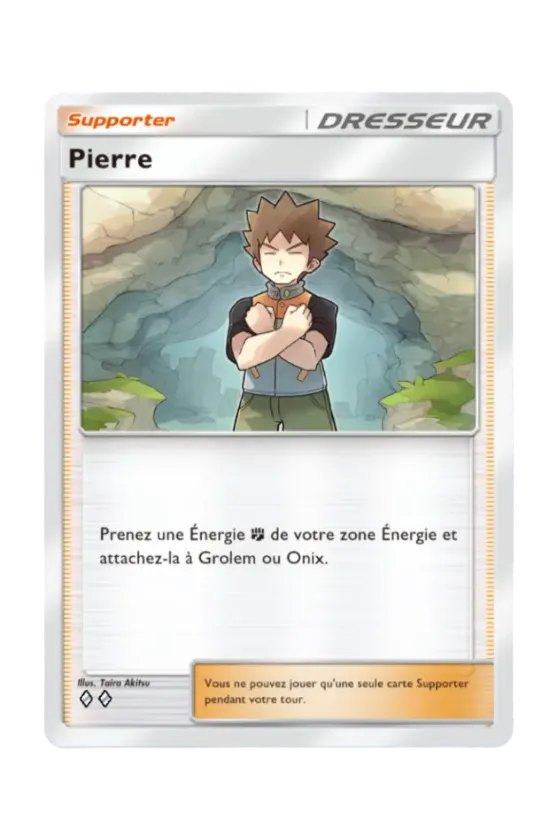 Supporter
DRESSEUR
Pierre
Prenez une Énergie de votre zone Énergie et
attachez-la à Grolem ou Onix.
Illus. Taira Akitsu
Vous ne pouvez jouer qu'une seule carte Supporter
pendant votre tour.